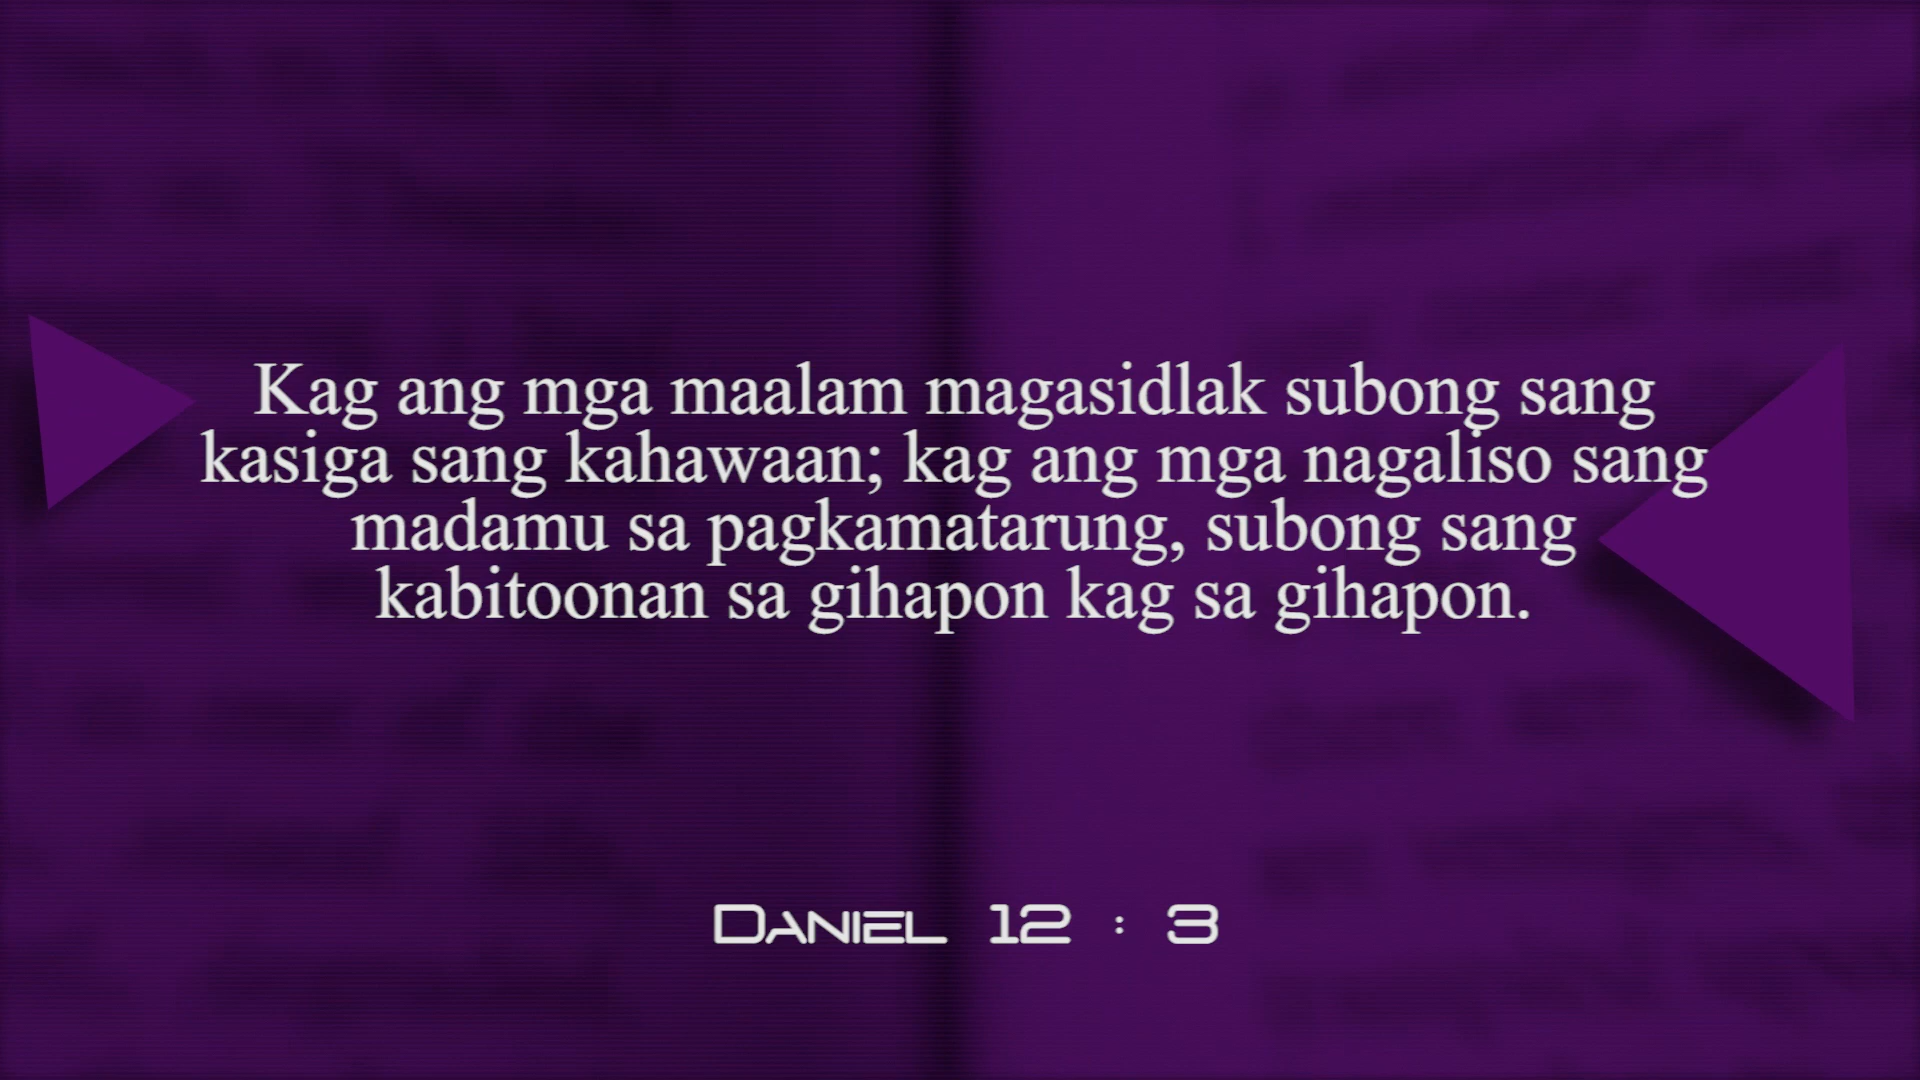 Kag ang mga maalam magasidlak subong sang
kasiga sang kahawaan; kag ang mga nagaliso sang
madamu sa pagkamatarung, subong sang
kabitoonan sa gihapon kag sa gihapon.
Daniel 12 : 3